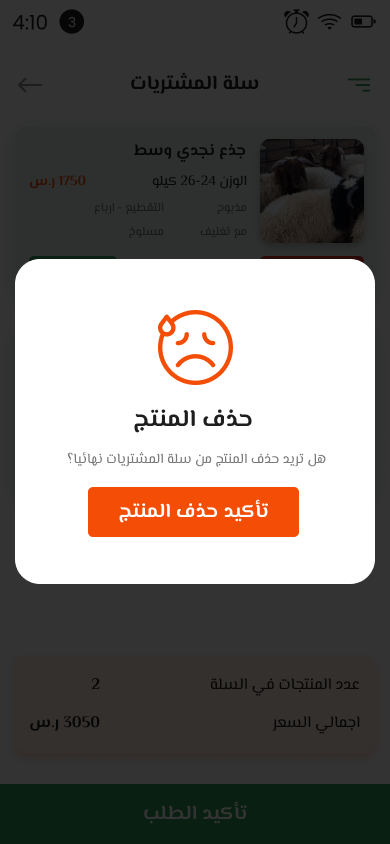 4:10 3
سلة المشتريات
جذع نجدي وسط
الوزن 24-26 كيلو 1750 ر.س
مذبوح التقطيع - ارباع
مع تغليف مسلوخ
حذف المنتج
هل تريد حذف المنتج من سلة المشتريات نهائيا؟
تأكيد حذف المنتج
عدد المنتجات في السلة 2
اجمالي السعر 3050 ر.س
تأكيد الطلب